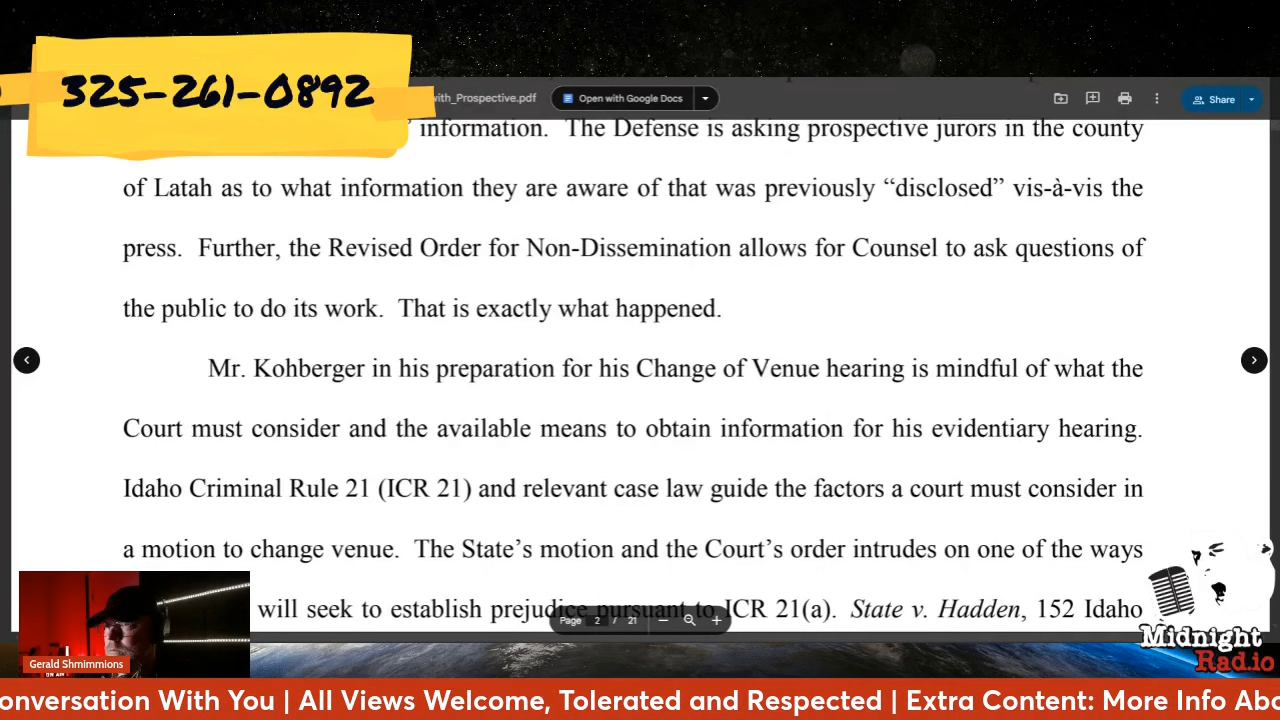 325-261-0892
with_Prospective.pdf
Open with Google Docs
Share
information. The Defense is asking prospective jurors in the county
of Latah as to what information they are aware of that was previously “disclosed” vis-à-vis the
press. Further, the Revised Order for Non-Dissemination allows for Counsel to ask questions of
the public to do its work. That is exactly what happened.
Mr. Kohberger in his preparation for his Change of Venue hearing is mindful of what the
Court must consider and the available means to obtain information for his evidentiary hearing.
Idaho Criminal Rule 21 (ICR 21) and relevant case law guide the factors a court must consider in
a motion to change venue. The State’s motion and the Court’s order intrudes on one of the ways
will seek to establish prejudice pursuant to ICR 21(a). State v. Hadden, 152 Idaho
Page 2 / 21
Gerald Shmimmions
ON AIR
Midnight
Rad.io
onversation With You | All Views Welcome, Tolerated and Respected | Extra Content: More Info Abo